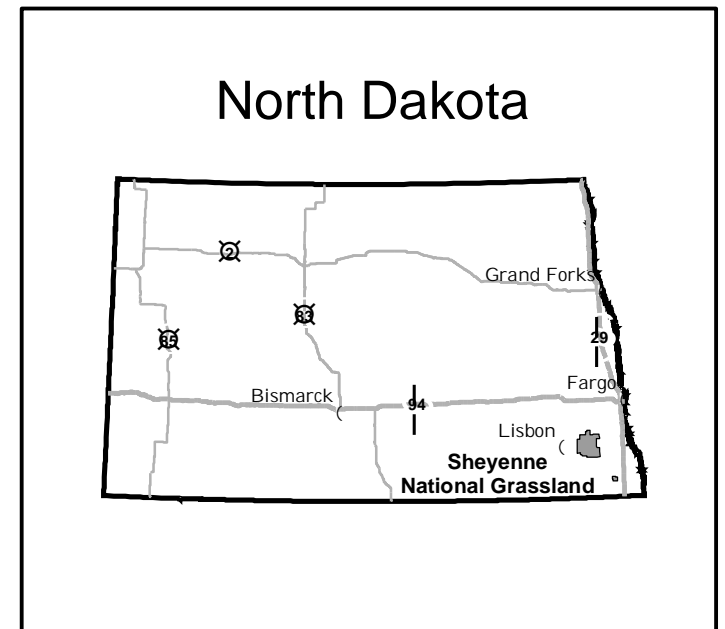 North Dakota
2
Grand Forks
83
29
85
Fargo
Bismarck
94
Lisbon
Sheyenne
National Grassland